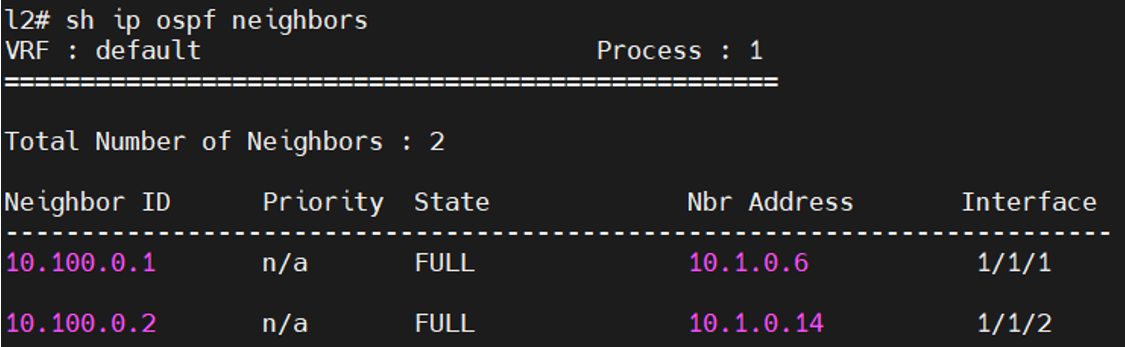 l2# sh ip ospf neighbors
VRF : default                          Process : 1
===================================================

Total Number of Neighbors : 2

Neighbor ID      Priority  State             Nbr Address       Interface
-------------------------------------------------------------------------
10.100.0.1       n/a       FULL              10.1.0.6           1/1/1

10.100.0.2       n/a       FULL              10.1.0.14          1/1/2